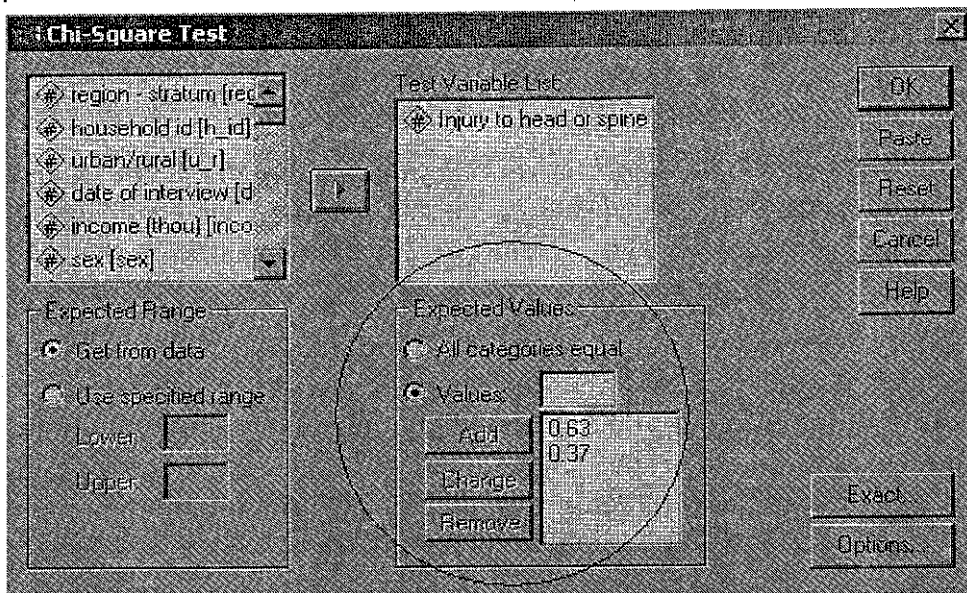 Chi-Square Test
region - stratum [reg
household id [h_id]
urban/rural [u_r]
date of interview [d
income (thou) [inco
sex [sex]
Test Variable List:
Injury to head or spine
OK
Paste
Reset
Cancel
Help
Expected Range
Get from data
Use specified range
Lower:
Upper:
Expected Values
All categories equal
Values:
Add
Change
Remove
0.63
0.37
Exact...
Options...